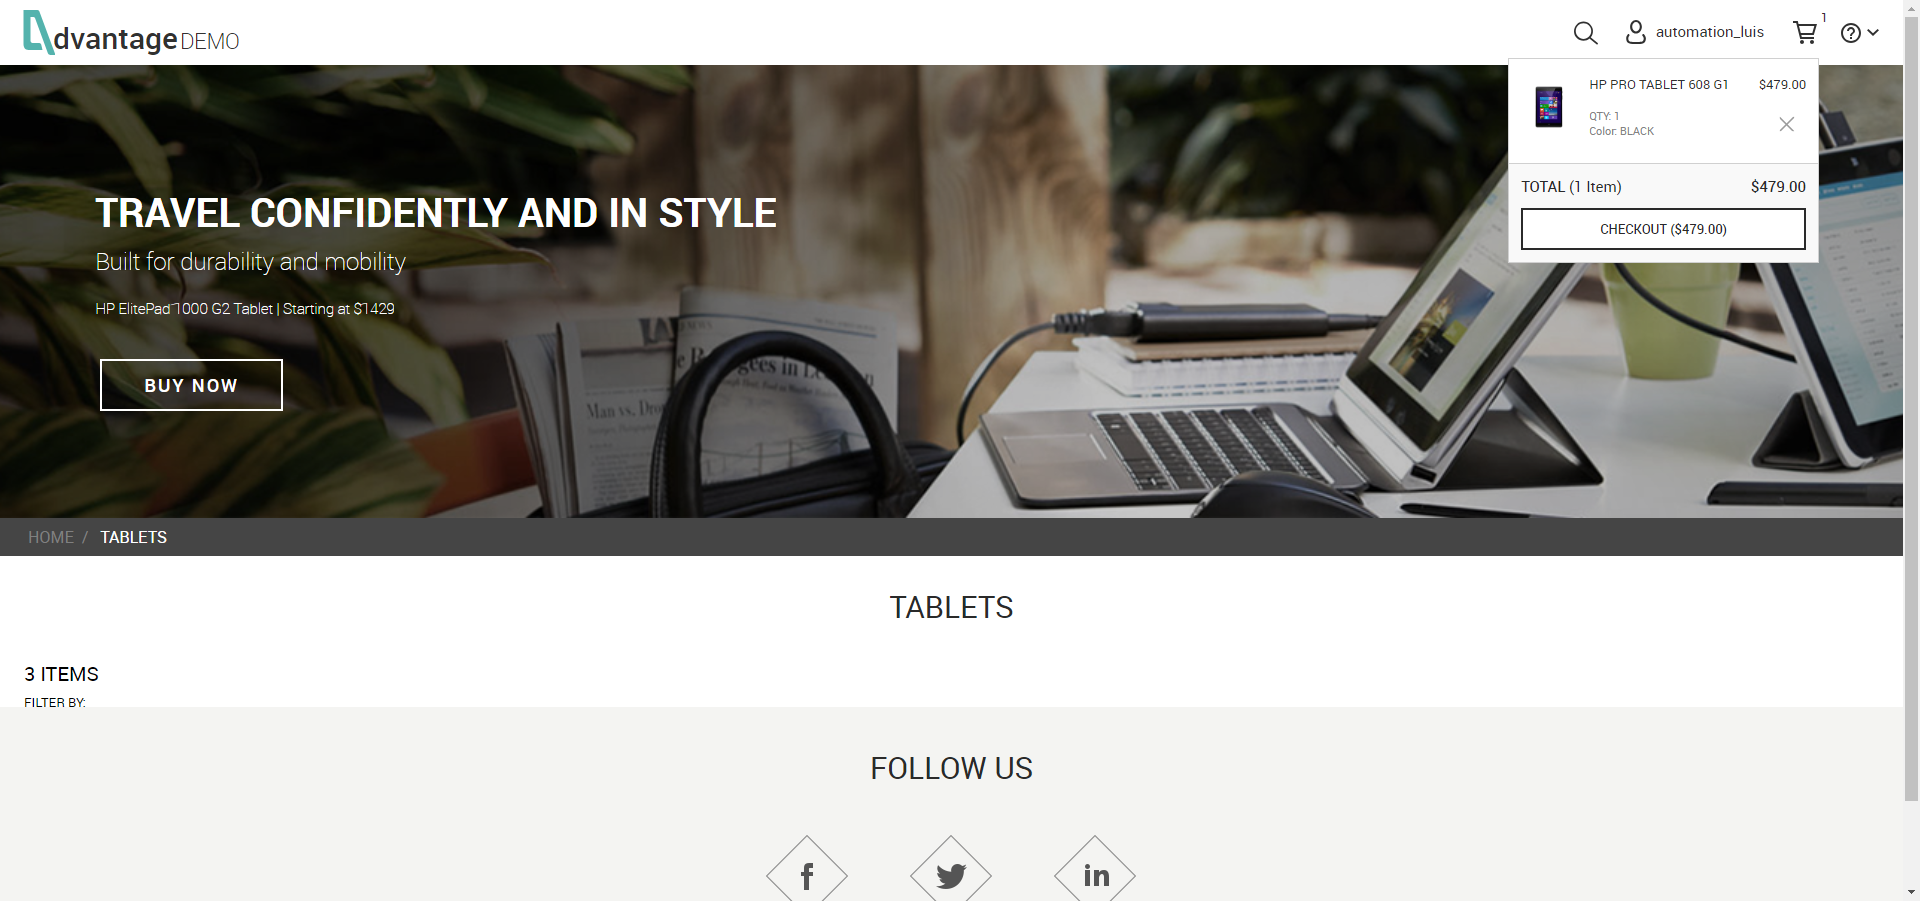 dvantage DEMO
automation_luis
1
HP PRO TABLET 608 G1 $479.00
QTY: 1
Color: BLACK
TOTAL (1 Item) $479.00
CHECKOUT ($479.00)
TRAVEL CONFIDENTLY AND IN STYLE
Built for durability and mobility
HP ElitePad 1000 G2 Tablet | Starting at $1429
BUY NOW
Man vs.
HOME / TABLETS
TABLETS
3 ITEMS
FILTER BY:
FOLLOW US
f
in